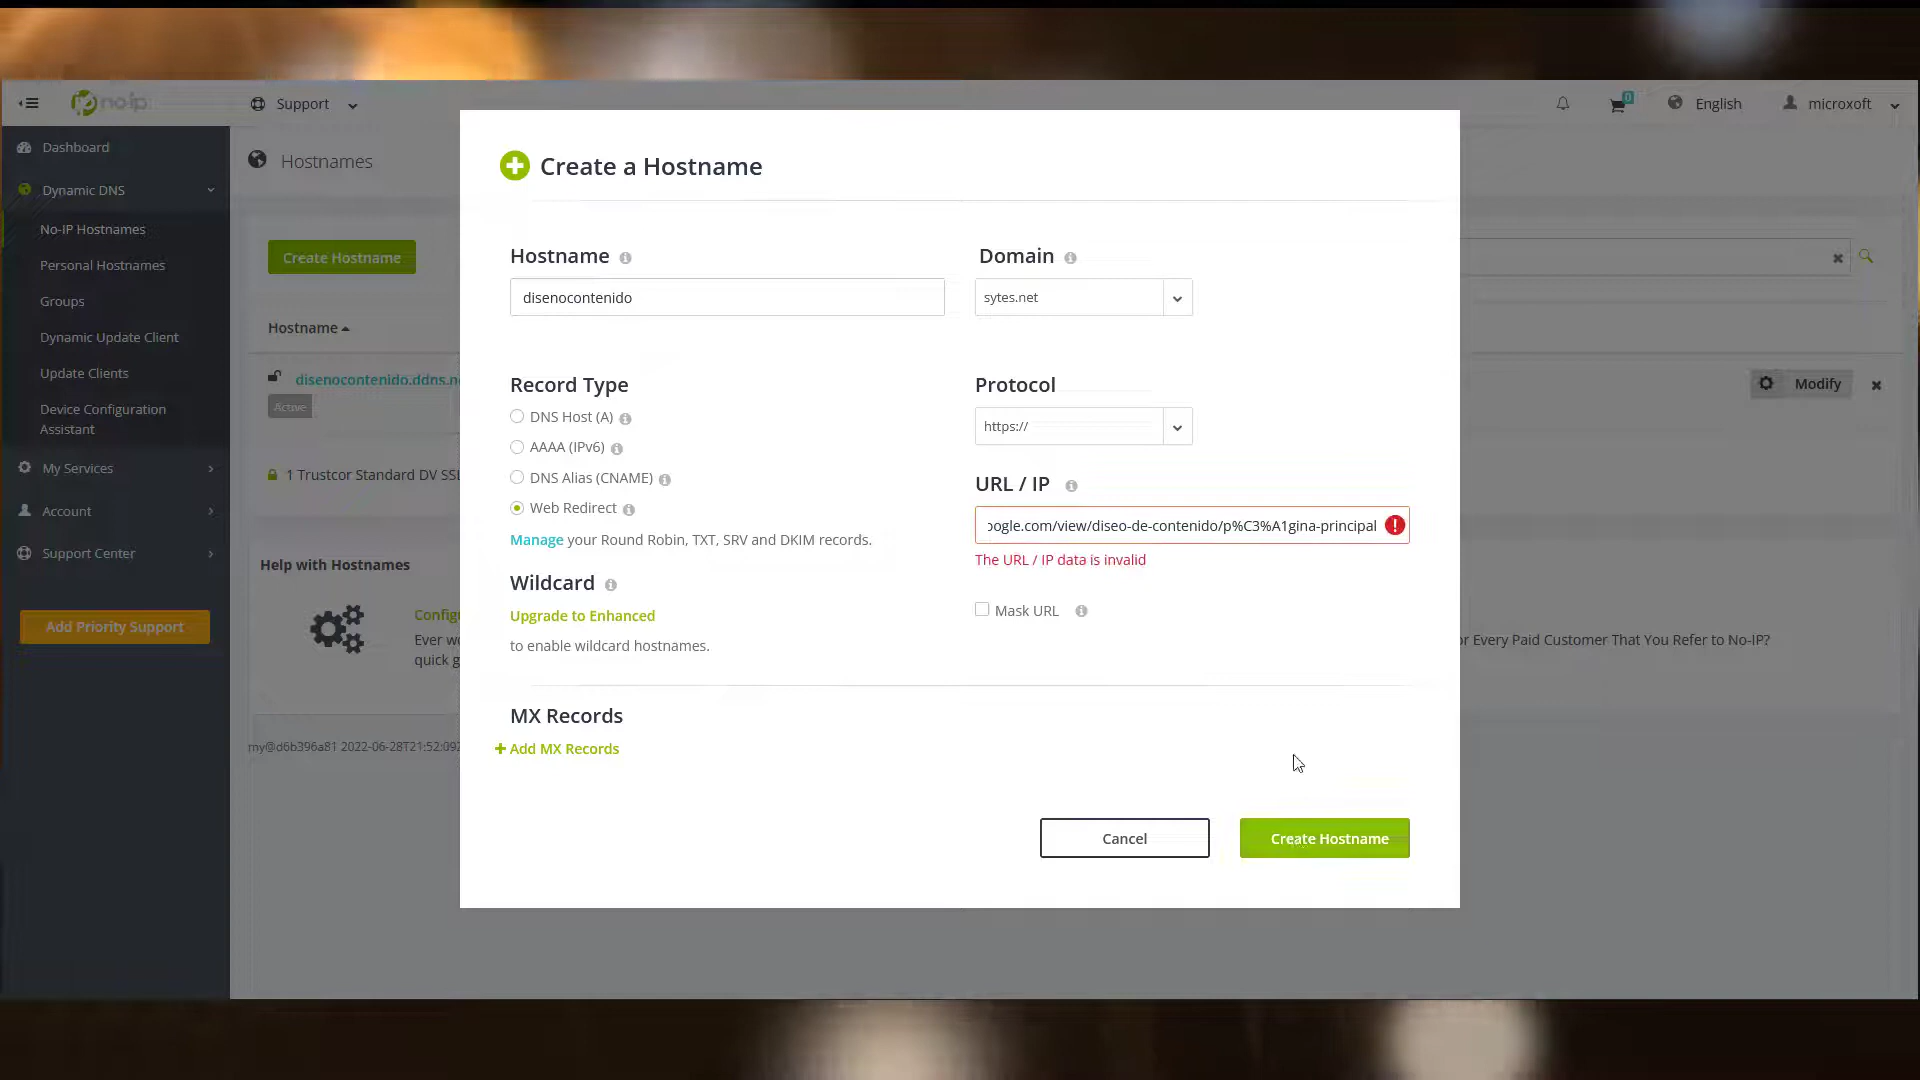 no-ip
Support
0
English
microxoft
Dashboard
Dynamic DNS
No-IP Hostnames
Personal Hostnames
Groups
Dynamic Update Client
Update Clients
Device Configuration
Assistant
My Services
Account
Support Center
Add Priority Support
Hostnames
Create Hostname
Hostname
disenocontenido.ddns.n
Active
1 Trustcor Standard DV SSL
Help with Hostnames
Config
Ever wo
quick g
my@d6b396a81 2022-06-28T21:52:09
Modify
or Every Paid Customer That You Refer to No-IP?
Create a Hostname
Hostname
disenocontenido
Domain
sytes.net
Record Type
DNS Host (A)
AAAA (IPv6)
DNS Alias (CNAME)
Web Redirect
Manage your Round Robin, TXT, SRV and DKIM records.
Wildcard
Upgrade to Enhanced
to enable wildcard hostnames.
Protocol
https://
URL / IP
oogle.com/view/diseo-de-contenido/p%C3%A1gina-principal
The URL / IP data is invalid
Mask URL
MX Records
Add MX Records
Cancel
Create Hostname